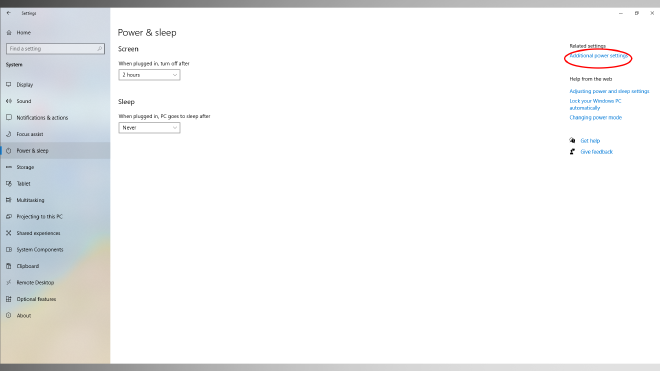 Settings
Home
Find a setting
System
Display
Sound
Notifications & actions
Focus assist
Power & sleep
Storage
Tablet
Multitasking
Projecting to this PC
Shared experiences
System Components
Clipboard
Remote Desktop
Optional features
About
Power & sleep
Screen
When plugged in, turn off after
2 hours
Sleep
When plugged in, PC goes to sleep after
Never
Related settings
Additional power settings
Help from the web
Adjusting power and sleep settings
Lock your Windows PC
automatically
Changing power mode
Get help
Give feedback